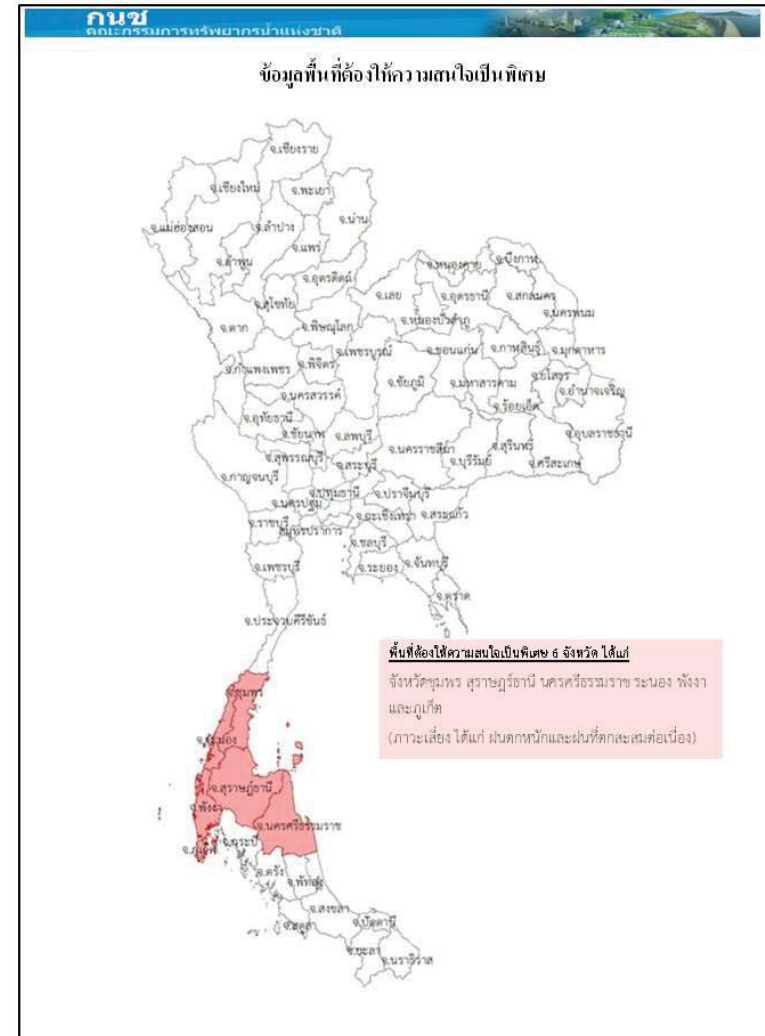 กนช
คณะกรรมการทรัพยากรน้ำแห่งชาติ
ข้อมูลพื้นที่ต้องให้ความสนใจเป็นพิเศษ
จ.เชียงราย
จ.เชียงใหม่
จ.พะเยา
จ.แม่ฮ่องสอน
จ.ลำปาง
จ.น่าน
จ.แพร่
จ.ลำพูน
จ.อุตรดิตถ์
จ.หนองคาย
จ.บึงกาฬ
จ.เลย
จ.อุดรธานี
จ.สกลนคร
จ.นครพนม
จ.สุโขทัย
จ.ตาก
จ.พิษณุโลก
จ.หนองบัวลำภู
จ.เพชรบูรณ์
จ.ขอนแก่น
จ.กาฬสินธุ์
จ.มุกดาหาร
จ.กำแพงเพชร
จ.พิจิตร
จ.ชัยภูมิ
จ.มหาสารคาม
จ.ยโสธร
จ.อำนาจเจริญ
จ.นครสวรรค์
จ.ร้อยเอ็ด
จ.อุทัยธานี
จ.ชัยนาท
จ.ลพบุรี
จ.นครราชสีมา
จ.สุรินทร์
จ.อุบลราชธานี
จ.สุพรรณบุรี
จ.สระบุรี
จ.บุรีรัมย์
จ.ศรีสะเกษ
จ.กาญจนบุรี
จ.ปทุมธานี
จ.ปราจีนบุรี
จ.นครปฐม
จ.ฉะเชิงเทรา
จ.สระแก้ว
จ.ราชบุรี
สมุทรปราการ
จ.ชลบุรี
จ.เพชรบุรี
จ.ระยอง
จ.จันทบุรี
จ.ตราด
จ.ประจวบคีรีขันธ์
พื้นที่ต้องให้ความสนใจเป็นพิเศษ 6 จังหวัด ได้แก่
จังหวัดชุมพร สุราษฎร์ธานี นครศรีธรรมราช ระนอง พังงา
และภูเก็ต
(ภาวะเสี่ยง ได้แก่ ฝนตกหนักและฝนที่ตกสะสมต่อเนื่อง)
จ.ชุมพร
จ.ระนอง
จ.สุราษฎร์ธานี
จ.พังงา
จ.นครศรีธรรมราช
จ.ภูเก็ต
จ.กระบี่
จ.ตรัง
จ.พัทลุง
จ.สงขลา
จ.สตูล
จ.ปัตตานี
จ.ยะลา
จ.นราธิวาส